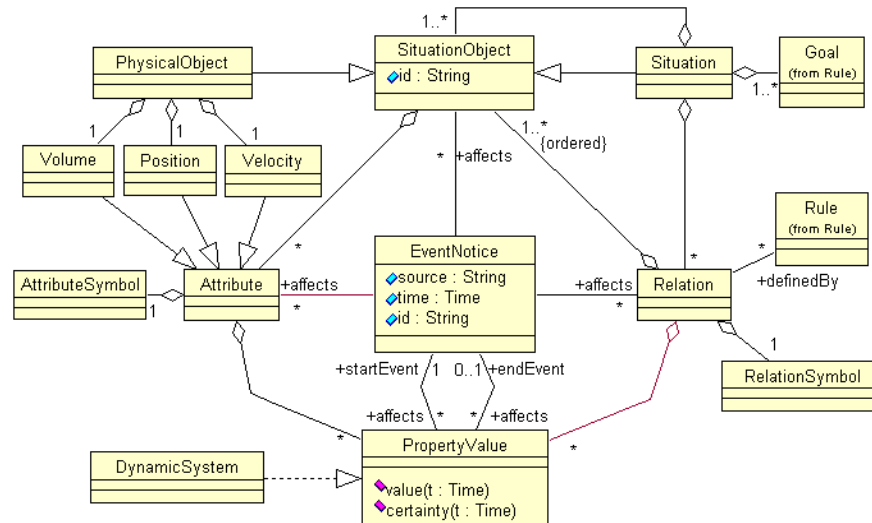 1..*
SituationObject
id : String
PhysicalObject
Situation
Goal
(from Rule)
1..*
1
1
1
Volume
Position
Velocity
*
+affects
1..*
{ordered}
Rule
(from Rule)
*
*
*
+definedBy
EventNotice
source : String
time : Time
id : String
AttributeSymbol
1
Attribute
+affects
*
+affects
*
Relation
1
RelationSymbol
+startEvent
1
0..1
+endEvent
+affects
*
*
+affects
*
*
PropertyValue
value(t : Time)
certainty(t : Time)
DynamicSystem